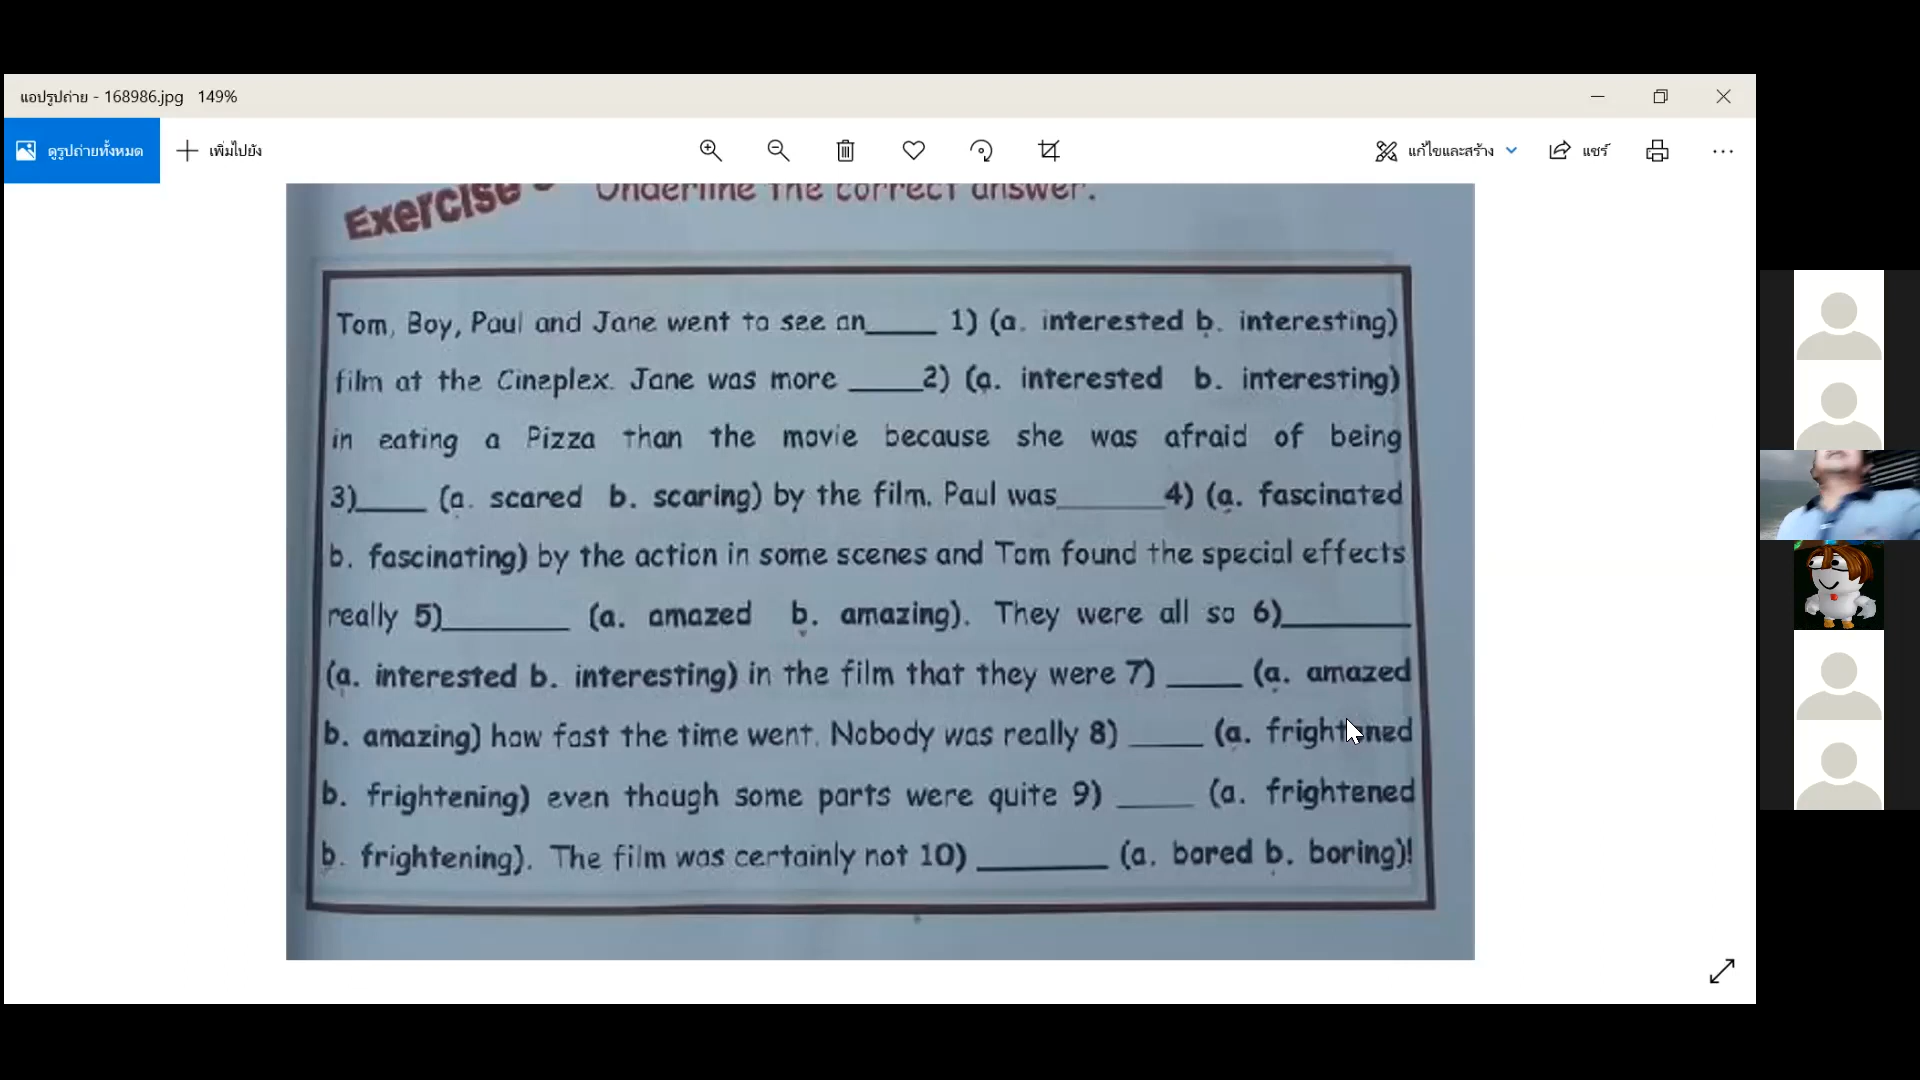 แอปรูปถ่าย - 168986.jpg 149%
ดูรูปถ่ายทั้งหมด
เพิ่มไปยัง
แก้ไขและสร้าง
แชร์
Exercise
Underline the correct answer.
Tom, Boy, Paul and Jane went to see an____ 1) (a. interested b. interesting)
film at the Cineplex. Jane was more ____2) (a. interested b. interesting)
in eating a Pizza than the movie because she was afraid of being
3)____ (a. scared b. scaring) by the film. Paul was______4) (a. fascinated
b. fascinating) by the action in some scenes and Tom found the special effects
really 5)_______ (a. amazed b. amazing). They were all so 6)_______
(a. interested b. interesting) in the film that they were 7) ____ (a. amazed
b. amazing) how fast the time went. Nobody was really 8) ____ (a. frightened
b. frightening) even though some parts were quite 9) ____ (a. frightened
b. frightening). The film was certainly not 10) _______ (a. bored b. boring)!